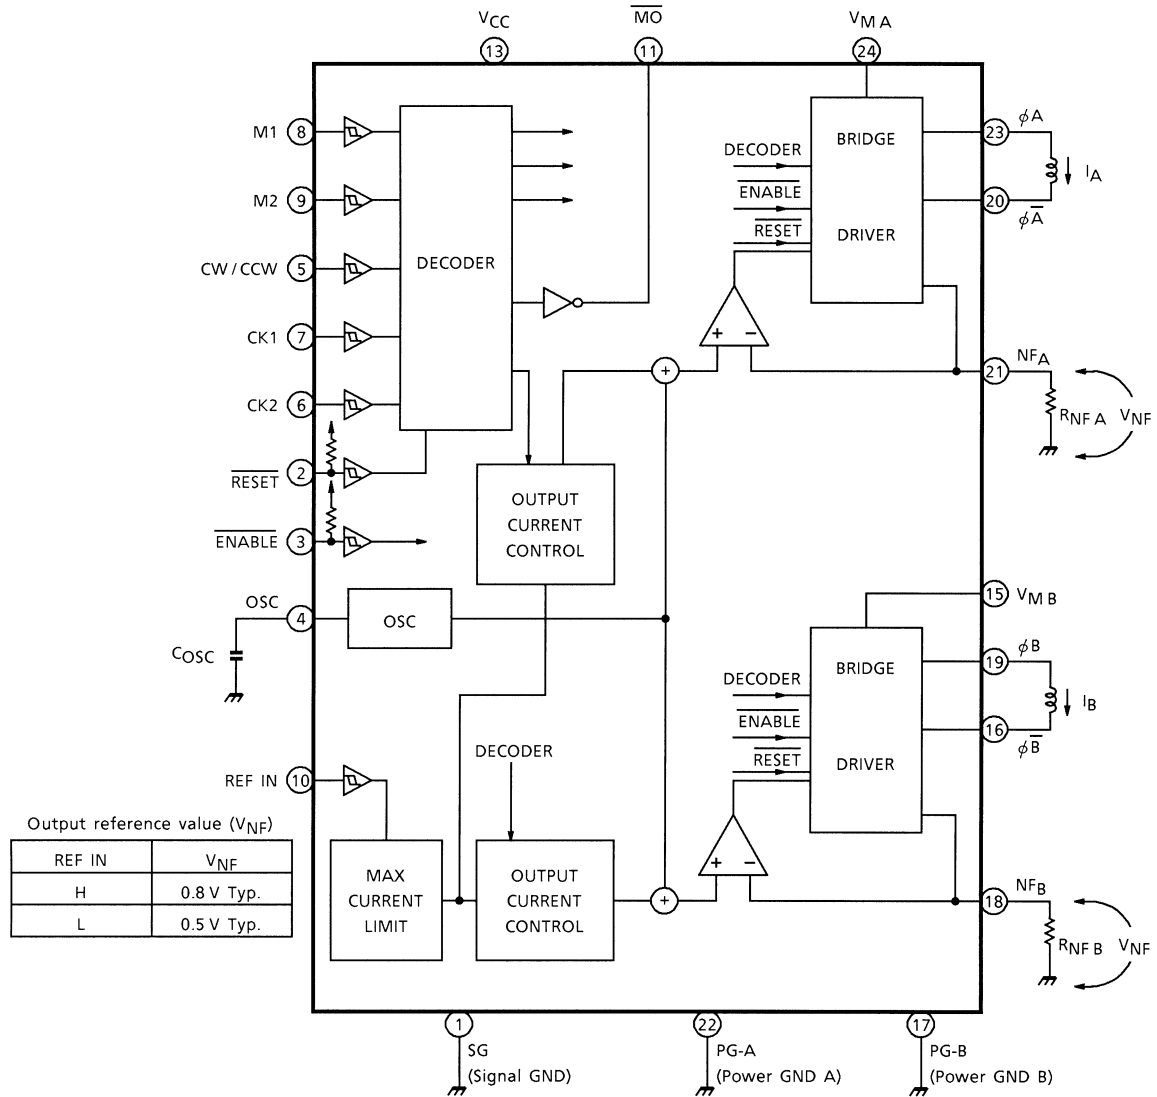 VCC
MO
VMA
13
11
24
M1 8
M2 9
CW/CCW 5
CK1 7
CK2 6
RESET 2
ENABLE 3
DECODER
DECODER
ENABLE
RESET
BRIDGE
DRIVER
23 φA
IA
20 φA
+ −
+
21 NFA
RNFA
VNF
OUTPUT
CURRENT
CONTROL
OSC
4
OSC
COSC
15 VMB
DECODER
ENABLE
RESET
BRIDGE
DRIVER
19 φB
IB
16 φB
DECODER
REF IN 10
Output reference value (VNF)
REF IN VNF
H 0.8 V Typ.
L 0.5 V Typ.
MAX
CURRENT
LIMIT
OUTPUT
CURRENT
CONTROL
+
+ −
18 NFB
RNFB
VNF
1
SG
(Signal GND)
22
PG-A
(Power GND A)
17
PG-B
(Power GND B)